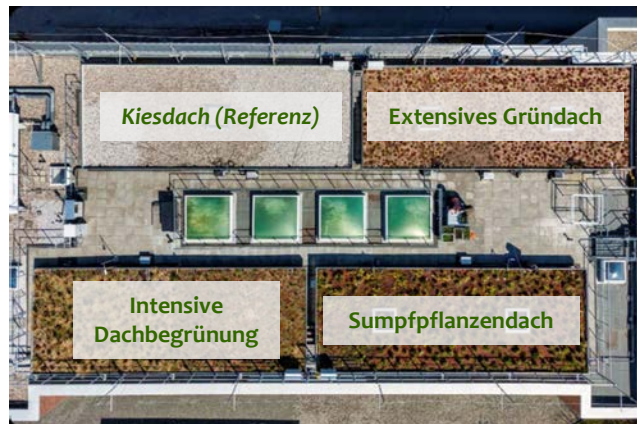 Kiesdach (Referenz)
Extensives Gründach
Intensive
Dachbegrünung
Sumpfpflanzendach